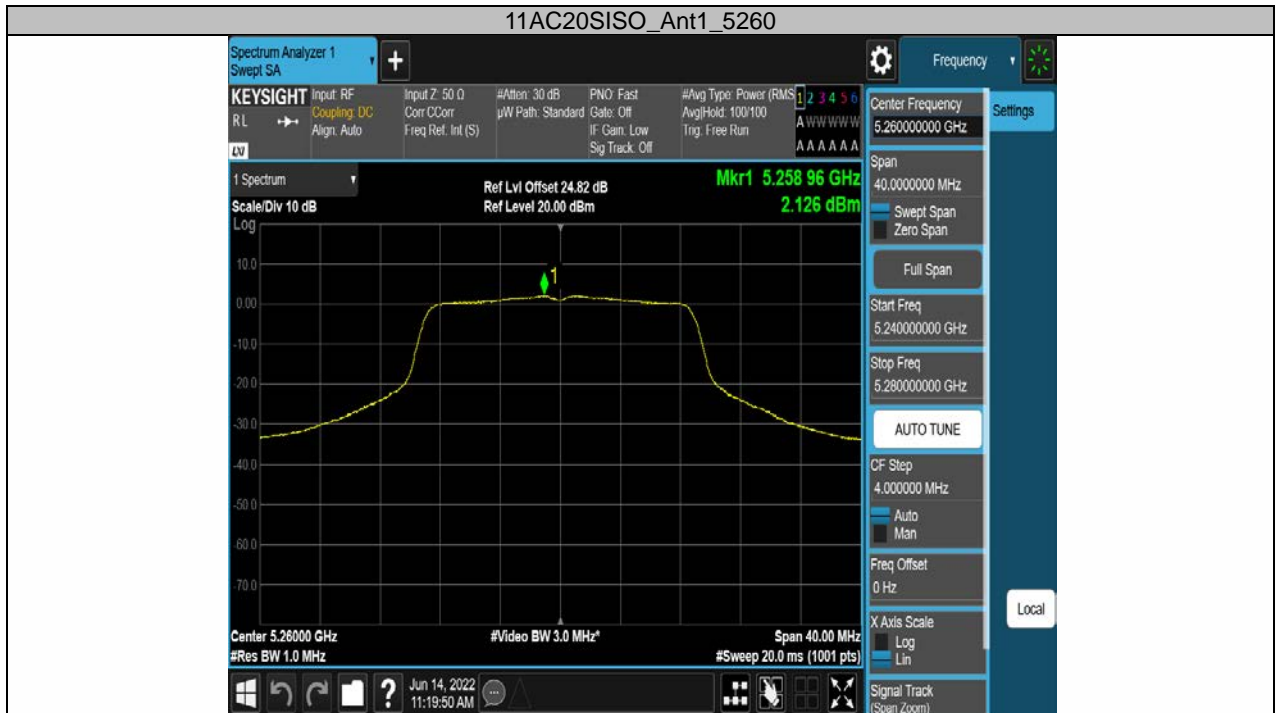 11AC20SISO_Ant1_5260
Spectrum Analyzer 1
Swept SA
+
Frequency
KEYSIGHT
RL
LXI
Input: RF
Coupling: DC
Align: Auto
Input Z: 50 Ω
Corr CCorr
Freq Ref: Int (S)
#Atten: 30 dB
µW Path: Standard
PNO: Fast
Gate: Off
IF Gain: Low
Sig Track: Off
#Avg Type: Power (RMS
Avg|Hold: 100/100
Trig: Free Run
1 2 3 4 5 6
A W W W W W
A A A A A A
1 Spectrum
Scale/Div 10 dB
Log
Ref Lvl Offset 24.82 dB
Ref Level 20.00 dBm
Mkr1 5.258 96 GHz
2.126 dBm
10.0
0.00
-10.0
-20.0
-30.0
-40.0
-50.0
-60.0
-70.0
1
Center 5.26000 GHz
#Res BW 1.0 MHz
#Video BW 3.0 MHz*
Span 40.00 MHz
#Sweep 20.0 ms (1001 pts)
Jun 14, 2022
11:19:50 AM
?
Center Frequency
5.260000000 GHz
Settings
Span
40.0000000 MHz
Swept Span
Zero Span
Full Span
Start Freq
5.240000000 GHz
Stop Freq
5.280000000 GHz
AUTO TUNE
CF Step
4.000000 MHz
Auto
Man
Freq Offset
0 Hz
X Axis Scale
Log
Lin
Local
Signal Track
(Span Zoom)